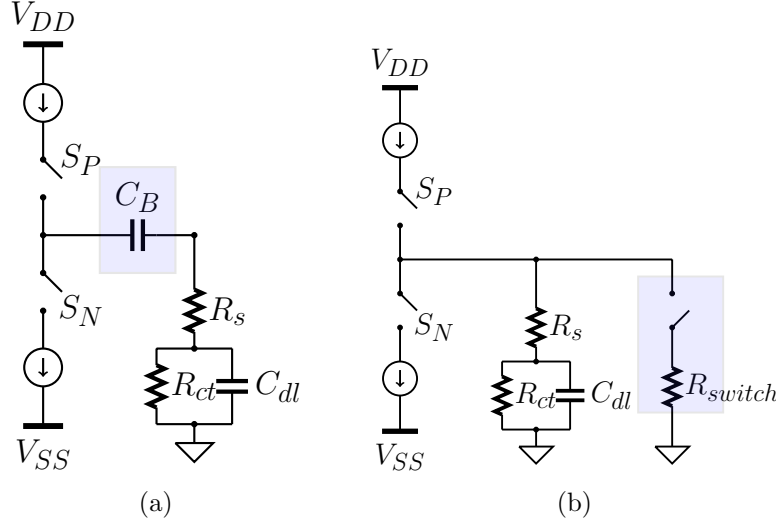 V_DD
S_P
C_B
S_N
R_s
R_ct
C_dl
V_SS
(a)
V_DD
S_P
S_N
R_s
R_ct
C_dl
R_switch
V_SS
(b)